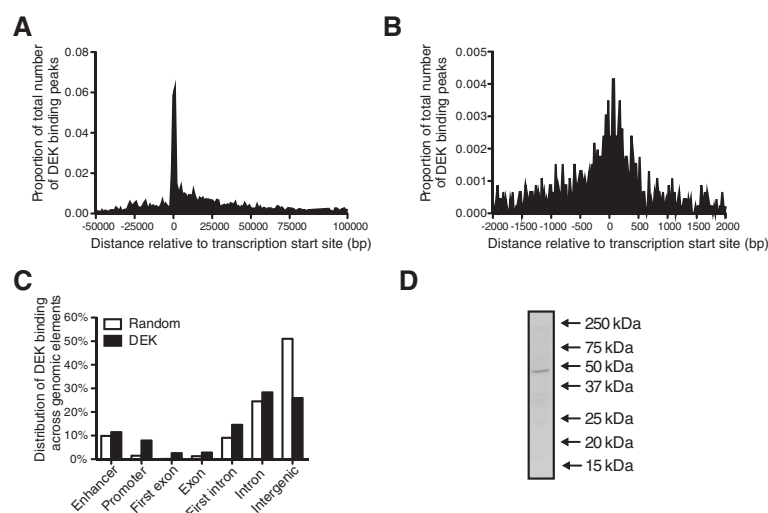 A
Proportion of total number
of DEK binding peaks
0.08
0.06
0.04
0.02
0.00
-50000 -25000 0 25000 50000 75000 100000
Distance relative to transcription start site (bp)
B
Proportion of total number
of DEK binding peaks
0.005
0.004
0.003
0.002
0.001
0.000
-2000 -1500 -1000 -500 0 500 1000 1500 2000
Distance relative to transcription start site (bp)
C
Distribution of DEK binding
across genomic elements
60%
50%
40%
30%
20%
10%
0%
Random
DEK
Enhancer
Promoter
First exon
Exon
First intron
Intron
Intergenic
D
250 kDa
75 kDa
50 kDa
37 kDa
25 kDa
20 kDa
15 kDa